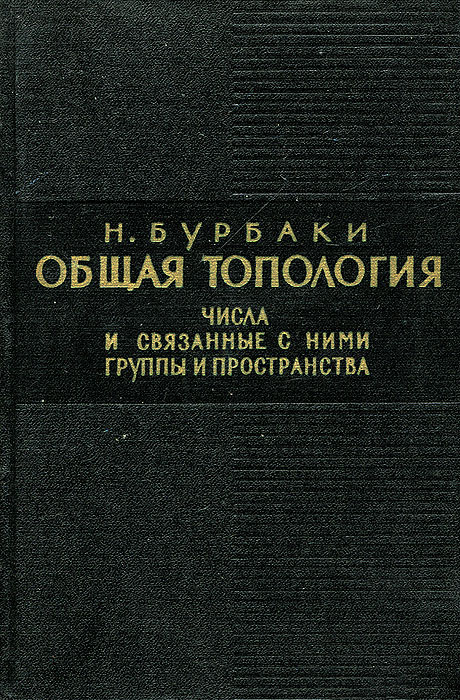 Н. БУРБАКИ
ОБЩАЯ ТОПОЛОГИЯ
ЧИСЛА
И СВЯЗАННЫЕ С НИМИ
ГРУППЫ И ПРОСТРАНСТВА